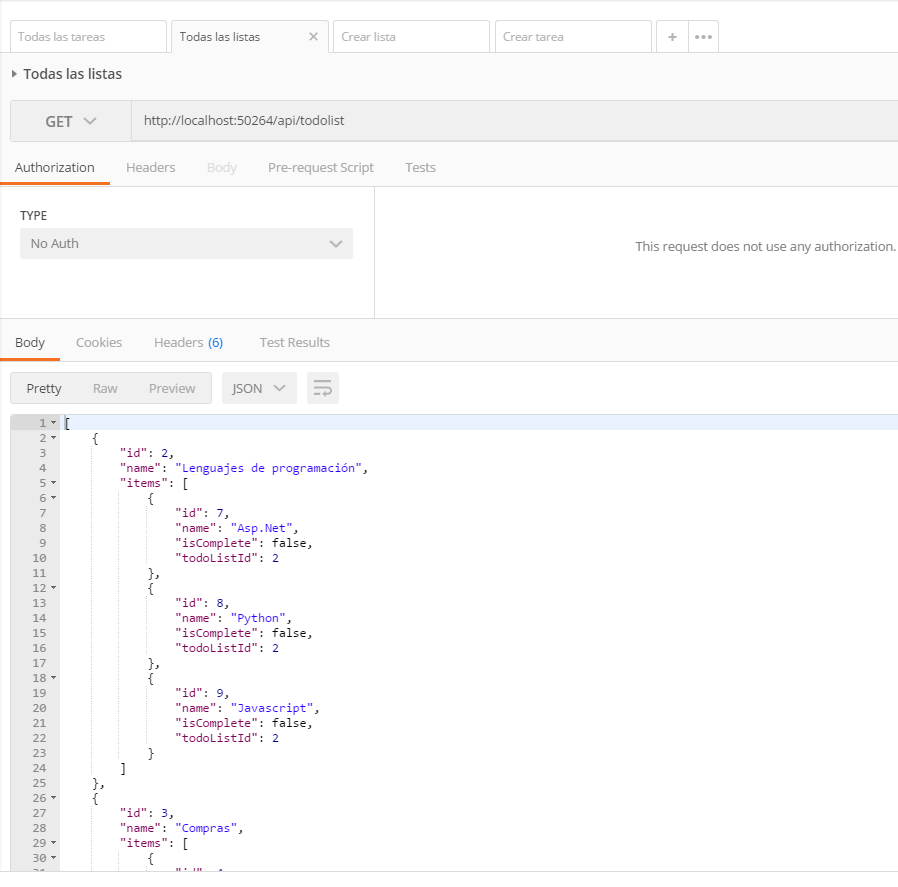 Todas las tareas Todas las listas Crear lista Crear tarea + •••
Todas las listas
GET http://localhost:50264/api/todolist
Authorization Headers Body Pre-request Script Tests
TYPE
No Auth
This request does not use any authorization.
Body Cookies Headers (6) Test Results
Pretty Raw Preview JSON
1 [
2 {
3 "id": 2,
4 "name": "Lenguajes de programación",
5 "items": [
6 {
7 "id": 7,
8 "name": "Asp.Net",
9 "isComplete": false,
10 "todoListId": 2
11 },
12 {
13 "id": 8,
14 "name": "Python",
15 "isComplete": false,
16 "todoListId": 2
17 },
18 {
19 "id": 9,
20 "name": "Javascript",
21 "isComplete": false,
22 "todoListId": 2
23 }
24 ]
25 },
26 {
27 "id": 3,
28 "name": "Compras",
29 "items": [
30 {